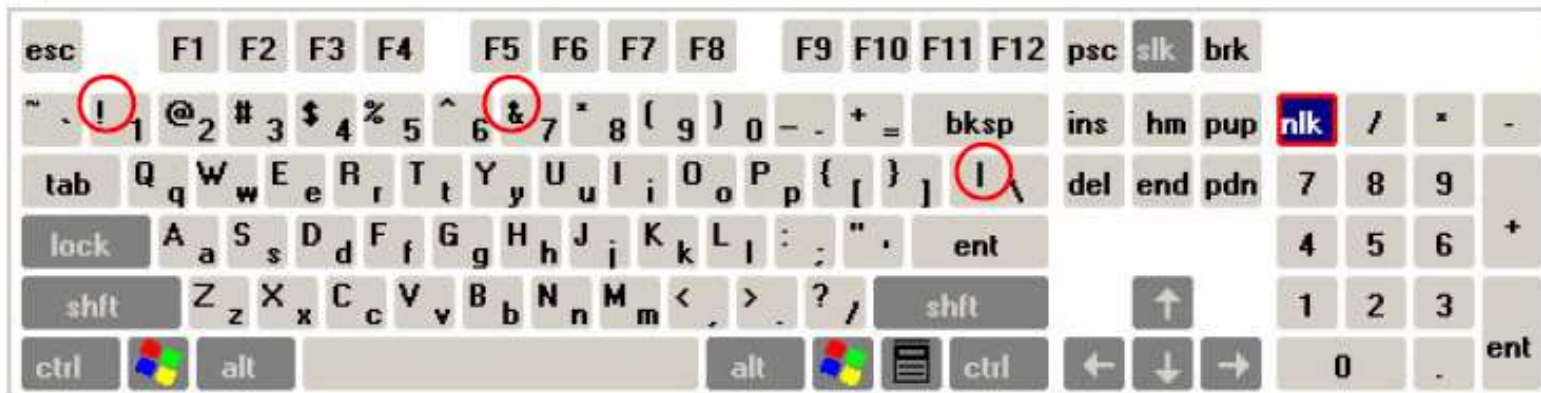 esc F1 F2 F3 F4 F5 F6 F7 F8 F9 F10 F11 F12 psc slk brk
~ ` ! 1 @ 2 # 3 $ 4 % 5 ^ 6 & 7 * 8 ( 9 ) 0 _ - + = bksp ins hm pup nlk / * -
tab Q q W w E e R r T t Y y U u I i O o P p { [ } ] | \ del end pdn 7 8 9
lock A a S s D d F f G g H h J j K k L l : ; " ' ent 4 5 6 +
shft Z z X x C c V v B b N n M m < , > . ? / shft ↑ 1 2 3
ctrl alt alt ctrl ← ↓ → 0 . ent